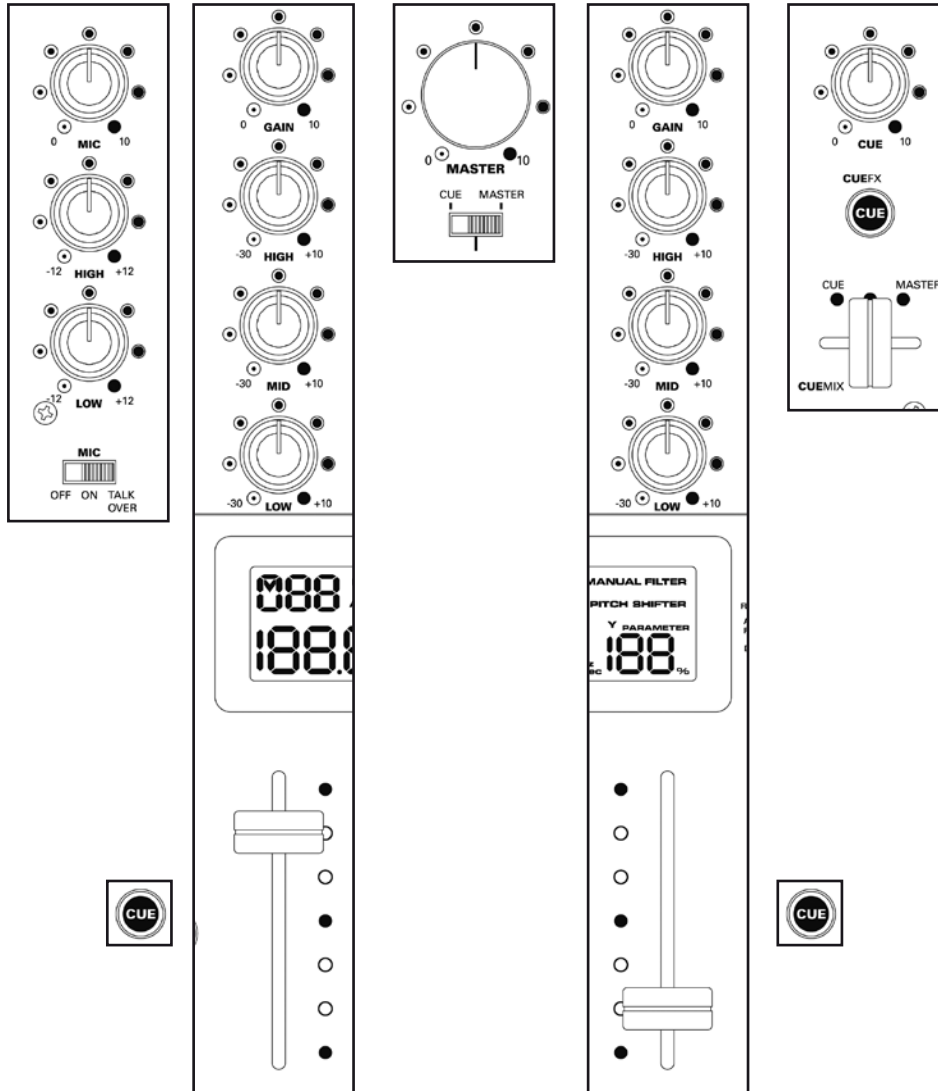 0 MIC 10
-12 HIGH +12
-12 LOW +12
MIC
OFF ON TALK
OVER
0 GAIN 10
-30 HIGH +10
-30 MID +10
-30 LOW +10
088
188.
CUE
0 MASTER 10
CUE MASTER
0 GAIN 10
-30 HIGH +10
-30 MID +10
-30 LOW +10
MANUAL FILTER
PITCH SHIFTER
Y PARAMETER
188%
0 CUE 10
CUEFX
CUE
CUE MASTER
CUEMIX
CUE